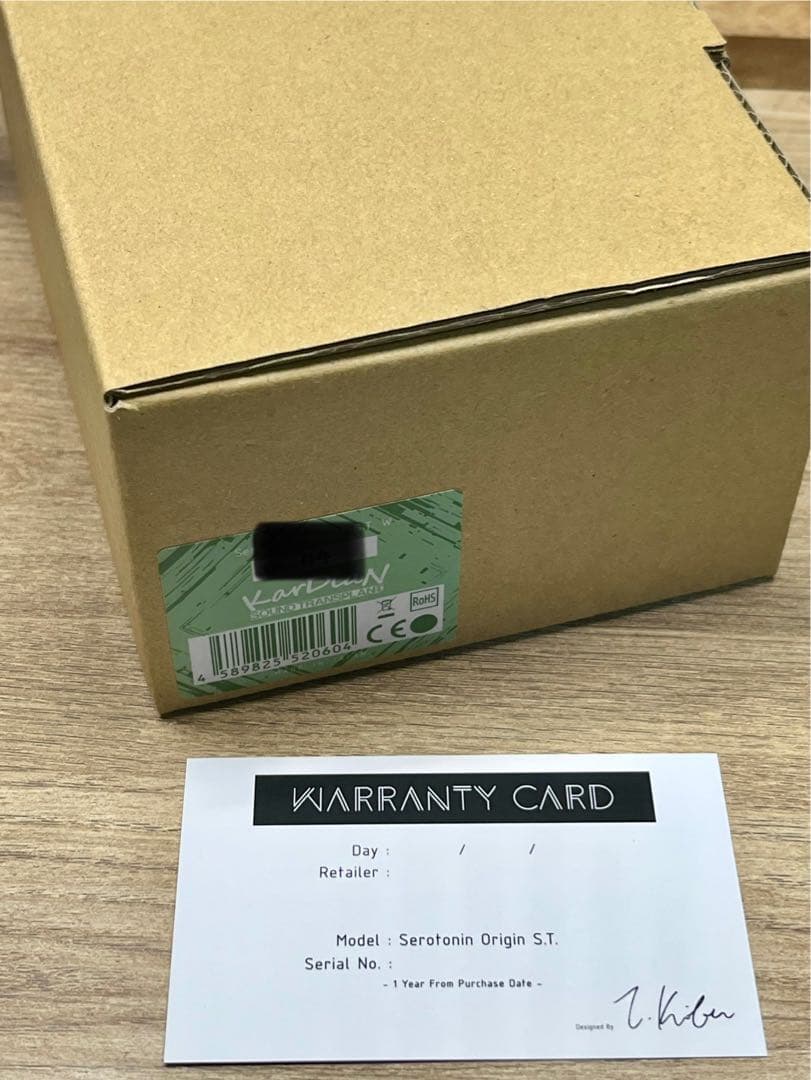 KarDiaN
SOUND TRANSPLANT
RoHS
CE
4 589825 520604
WARRANTY CARD
Day : / /
Retailer :
Model : Serotonin Origin S.T.
Serial No. :
- 1 Year From Purchase Date -
Designed By